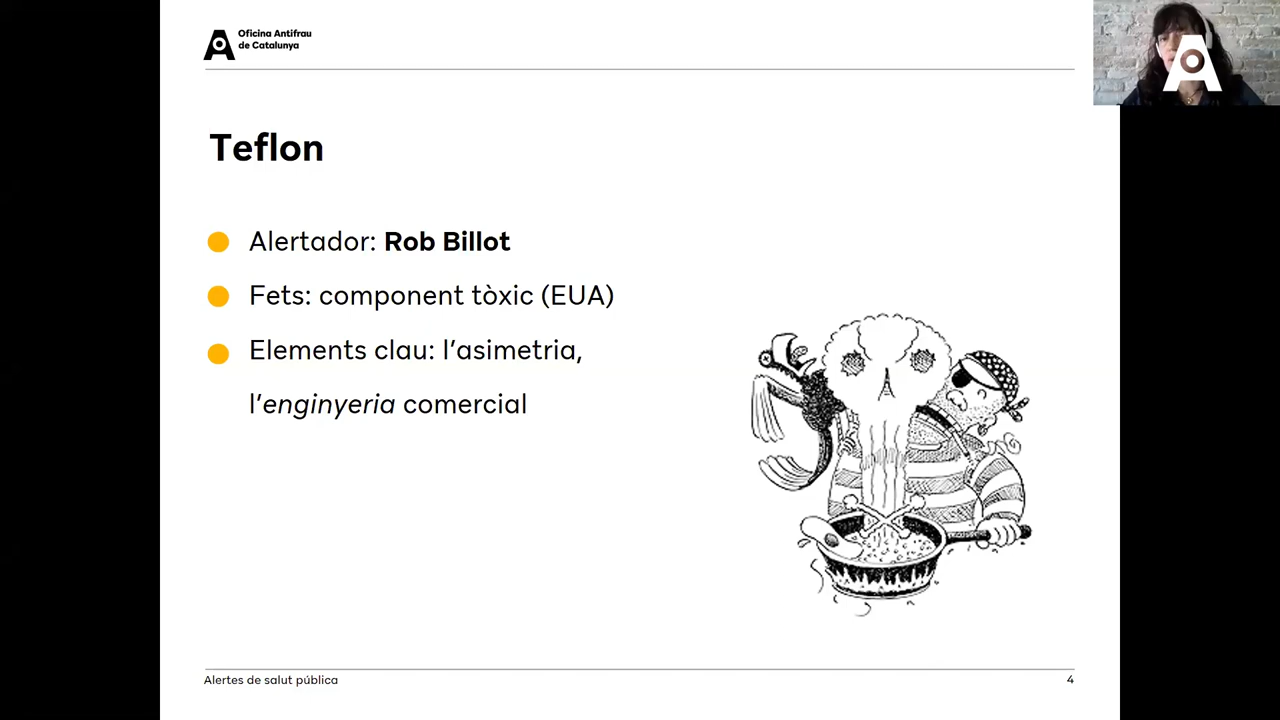 Oficina Antifrau
de Catalunya
Teflon
Alertador: Rob Billot
Fets: component tòxic (EUA)
Elements clau: l'asimetria,
l'enginyeria comercial
Alertes de salut pública
4